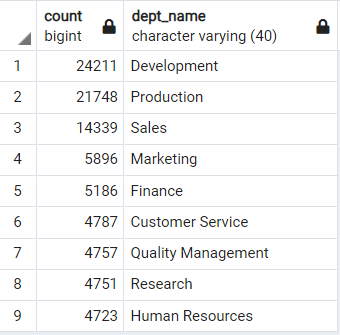 count dept_name
bigint character varying (40)
1 24211 Development
2 21748 Production
3 14339 Sales
4 5896 Marketing
5 5186 Finance
6 4787 Customer Service
7 4757 Quality Management
8 4751 Research
9 4723 Human Resources